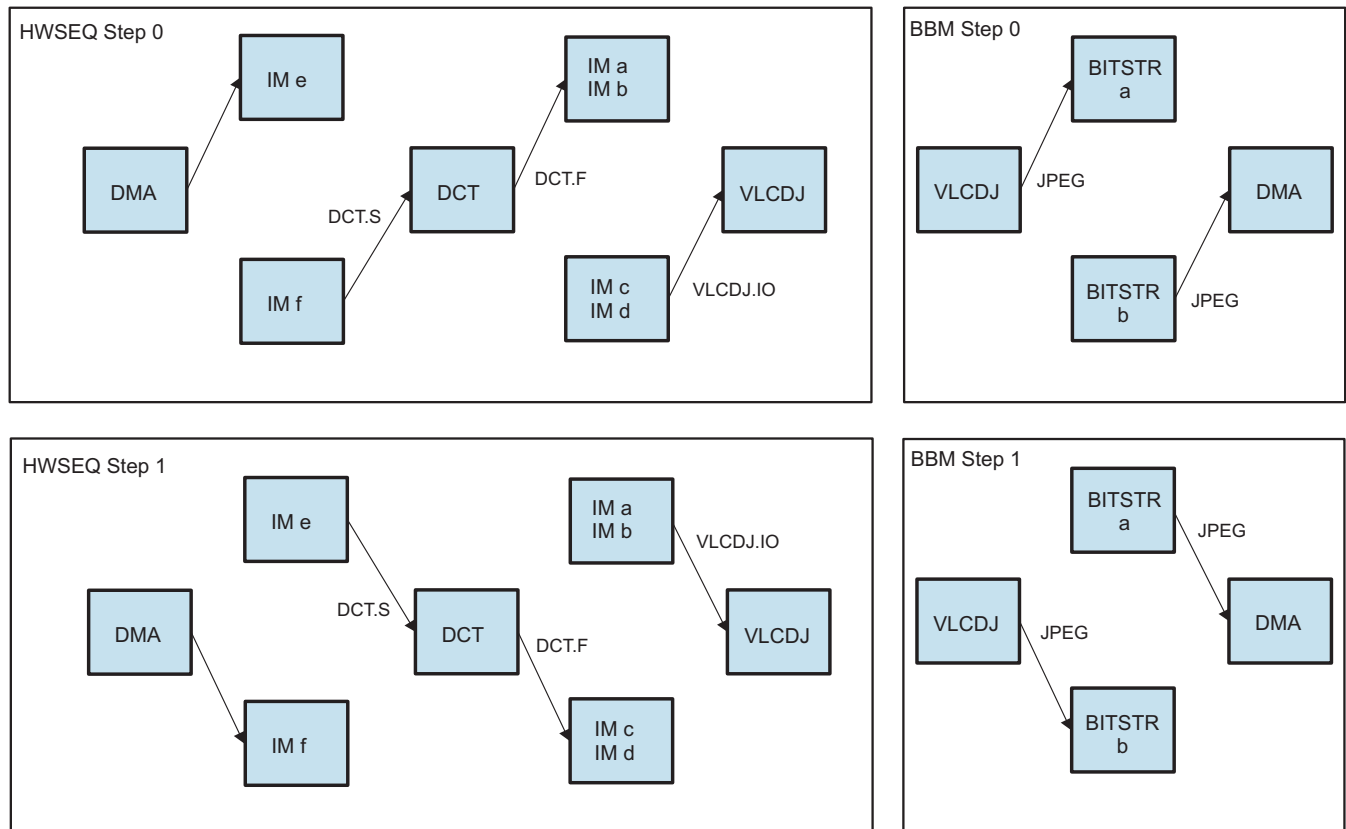 HWSEQ Step 0
IM e
IM a
IM b
DMA
DCT
DCT.F
VLCDJ
DCT.S
IM f
IM c
IM d
VLCDJ.IO
BBM Step 0
BITSTR
a
VLCDJ
JPEG
DMA
BITSTR
b
JPEG
HWSEQ Step 1
IM e
IM a
IM b
VLCDJ.IO
DCT.S
DMA
DCT
DCT.F
VLCDJ
IM f
IM c
IM d
BBM Step 1
BITSTR
a
JPEG
VLCDJ
JPEG
DMA
BITSTR
b